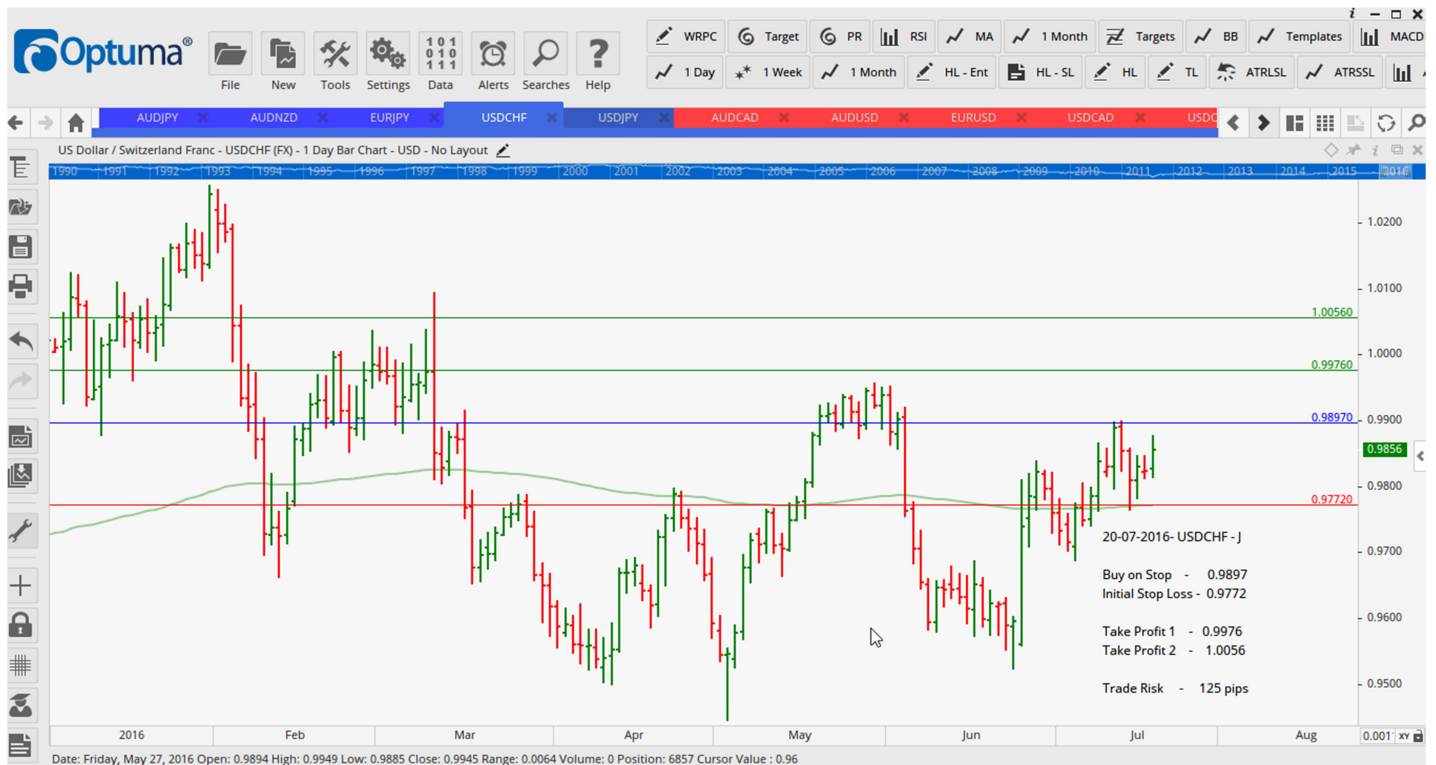 i
Optuma®
File New Tools Settings Data Alerts Searches Help
101
010
111
WRPC Target PR RSI MA 1 Month Targets BB Templates MACD
1 Day 1 Week 1 Month HL - Ent HL - SL HL TL ATRLSL ATRSSL
AUDJPY AUDNZD EURJPY USDCHF USDJPY AUDCAD AUDUSD EURUSD USDCAD USDC
US Dollar / Switzerland Franc - USDCHF (FX) - 1 Day Bar Chart - USD - No Layout
1990 1991 1992 1993 1994 1995 1996 1997 1998 1999 2000 2001 2002 2003 2004 2005 2006 2007 2008 2009 2010 2011 2012 2013 2014 2015 2016
1.0200
1.0100
1.00560
1.0000
0.99760
0.98970
0.9900
0.9856
0.9800
0.97720
20-07-2016- USDCHF - J
0.9700
Buy on Stop - 0.9897
Initial Stop Loss - 0.9772
0.9600
Take Profit 1 - 0.9976
Take Profit 2 - 1.0056
0.9500
Trade Risk - 125 pips
2016 Feb Mar Apr May Jun Jul Aug
0.001 XY
Date: Friday, May 27, 2016 Open: 0.9894 High: 0.9949 Low: 0.9885 Close: 0.9945 Range: 0.0064 Volume: 0 Position: 6857 Cursor Value : 0.96